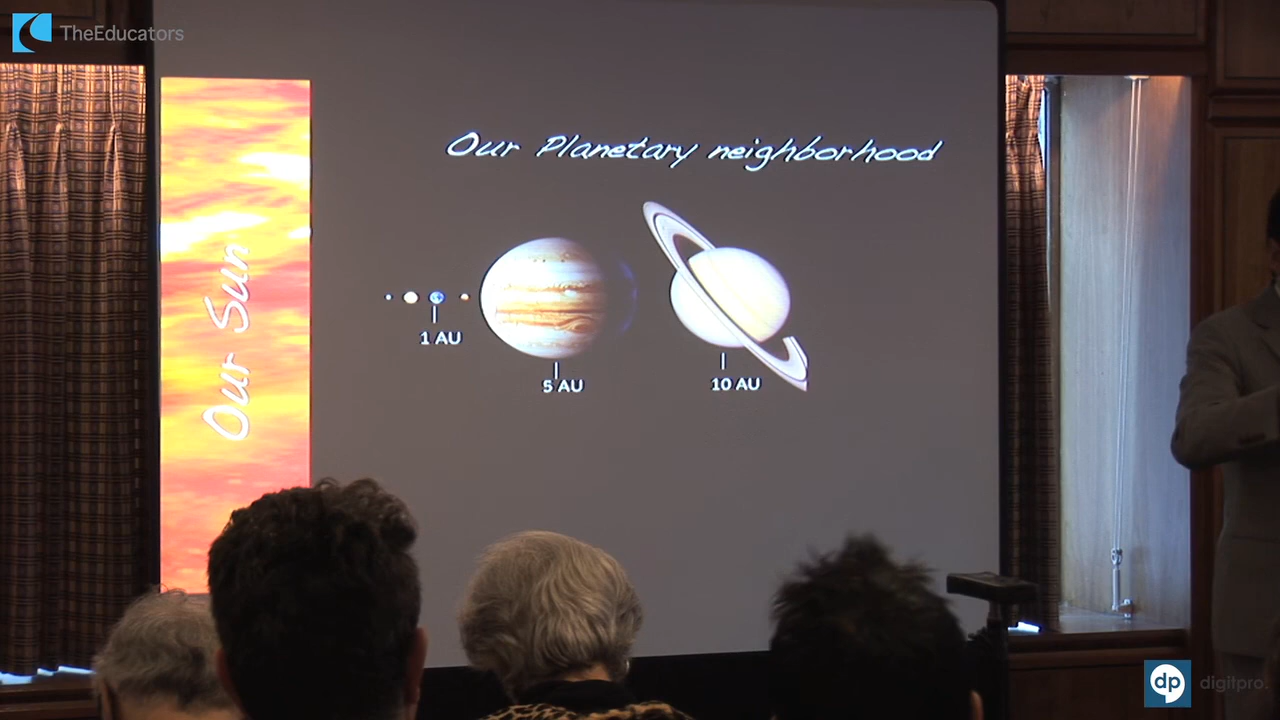 TheEducators
Our Planetary neighborhood
Our Sun
1 AU
5 AU
10 AU
dp digitpro.